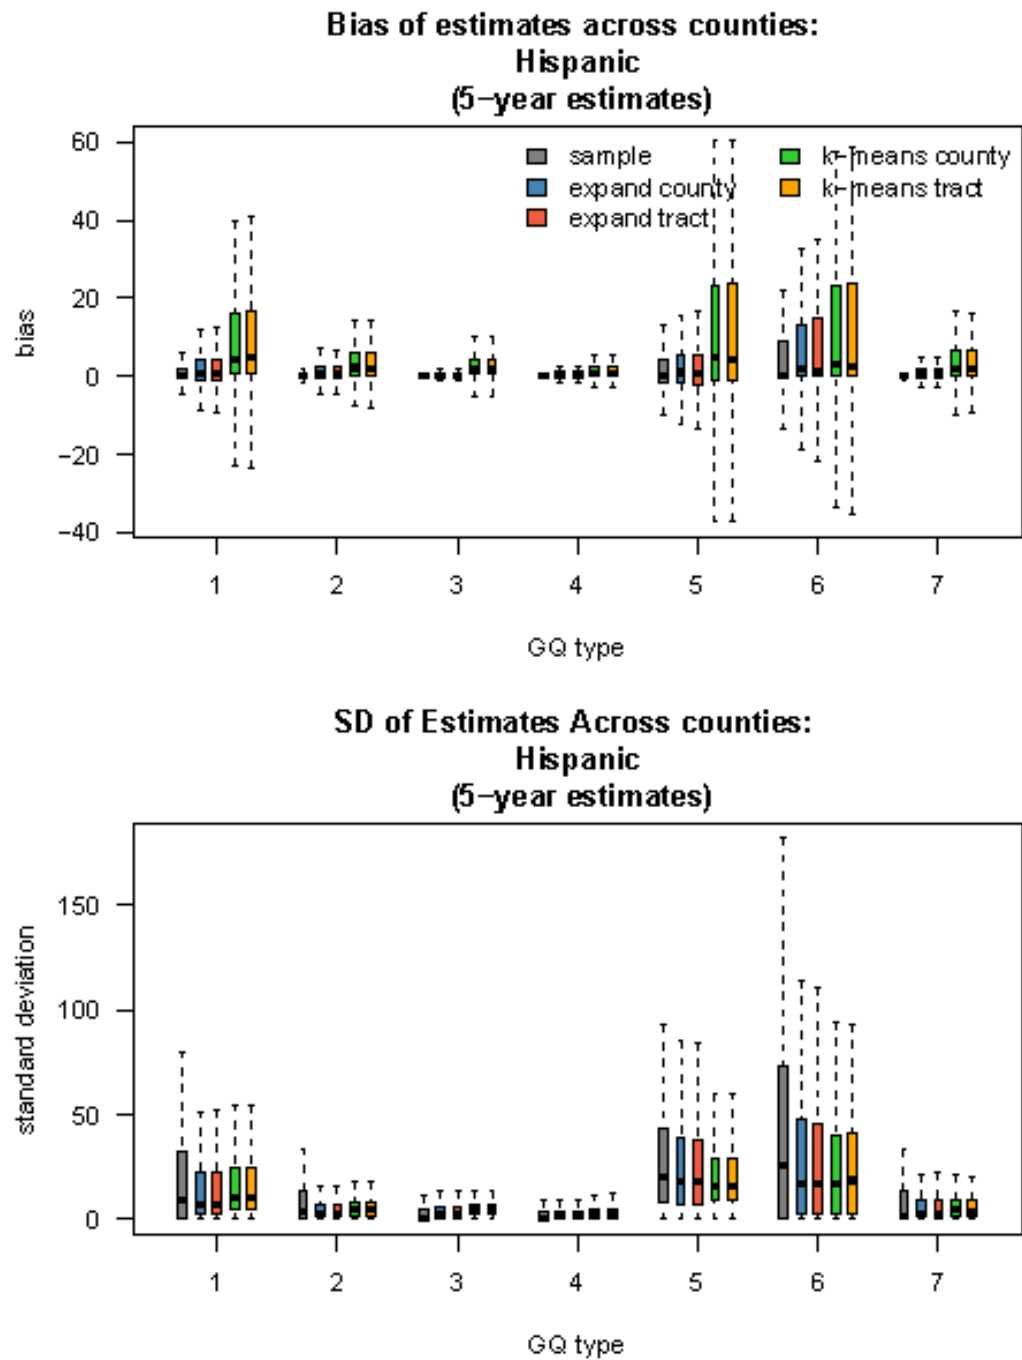 Bias of estimates across counties:
Hispanic
(5−year estimates)
sample
expand county
expand tract
k−means county
k−means tract
60
40
20
0
−20
−40
bias
1 2 3 4 5 6 7
GQ type
SD of Estimates Across counties:
Hispanic
(5−year estimates)
150
100
50
0
standard deviation
1 2 3 4 5 6 7
GQ type